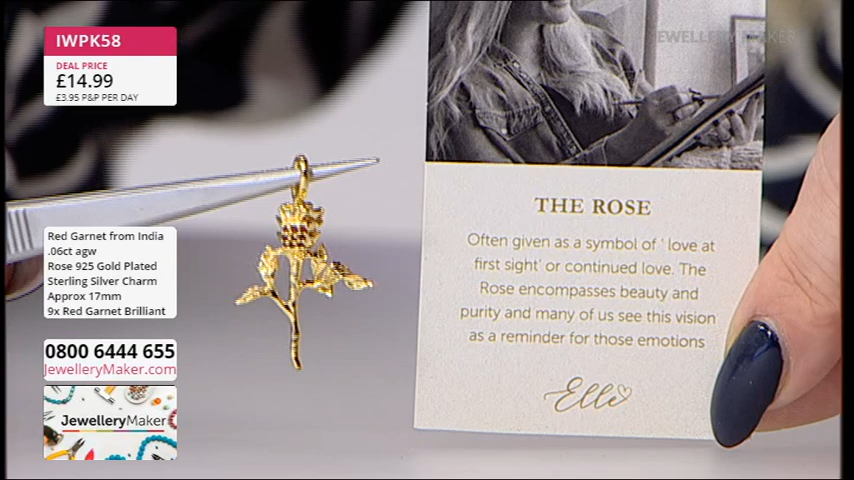 IWPK58
DEAL PRICE
£14.99
£3.95 P&P PER DAY
JEWELLERYMAKER
Red Garnet from India
.06ct agw
Rose 925 Gold Plated
Sterling Silver Charm
Approx 17mm
9x Red Garnet Brilliant
0800 6444 655
JewelleryMaker.com
JewelleryMaker
THE ROSE
Often given as a symbol of ' love at
first sight' or continued love. The
Rose encompasses beauty and
purity and many of us see this vision
as a reminder for those emotions
Elli